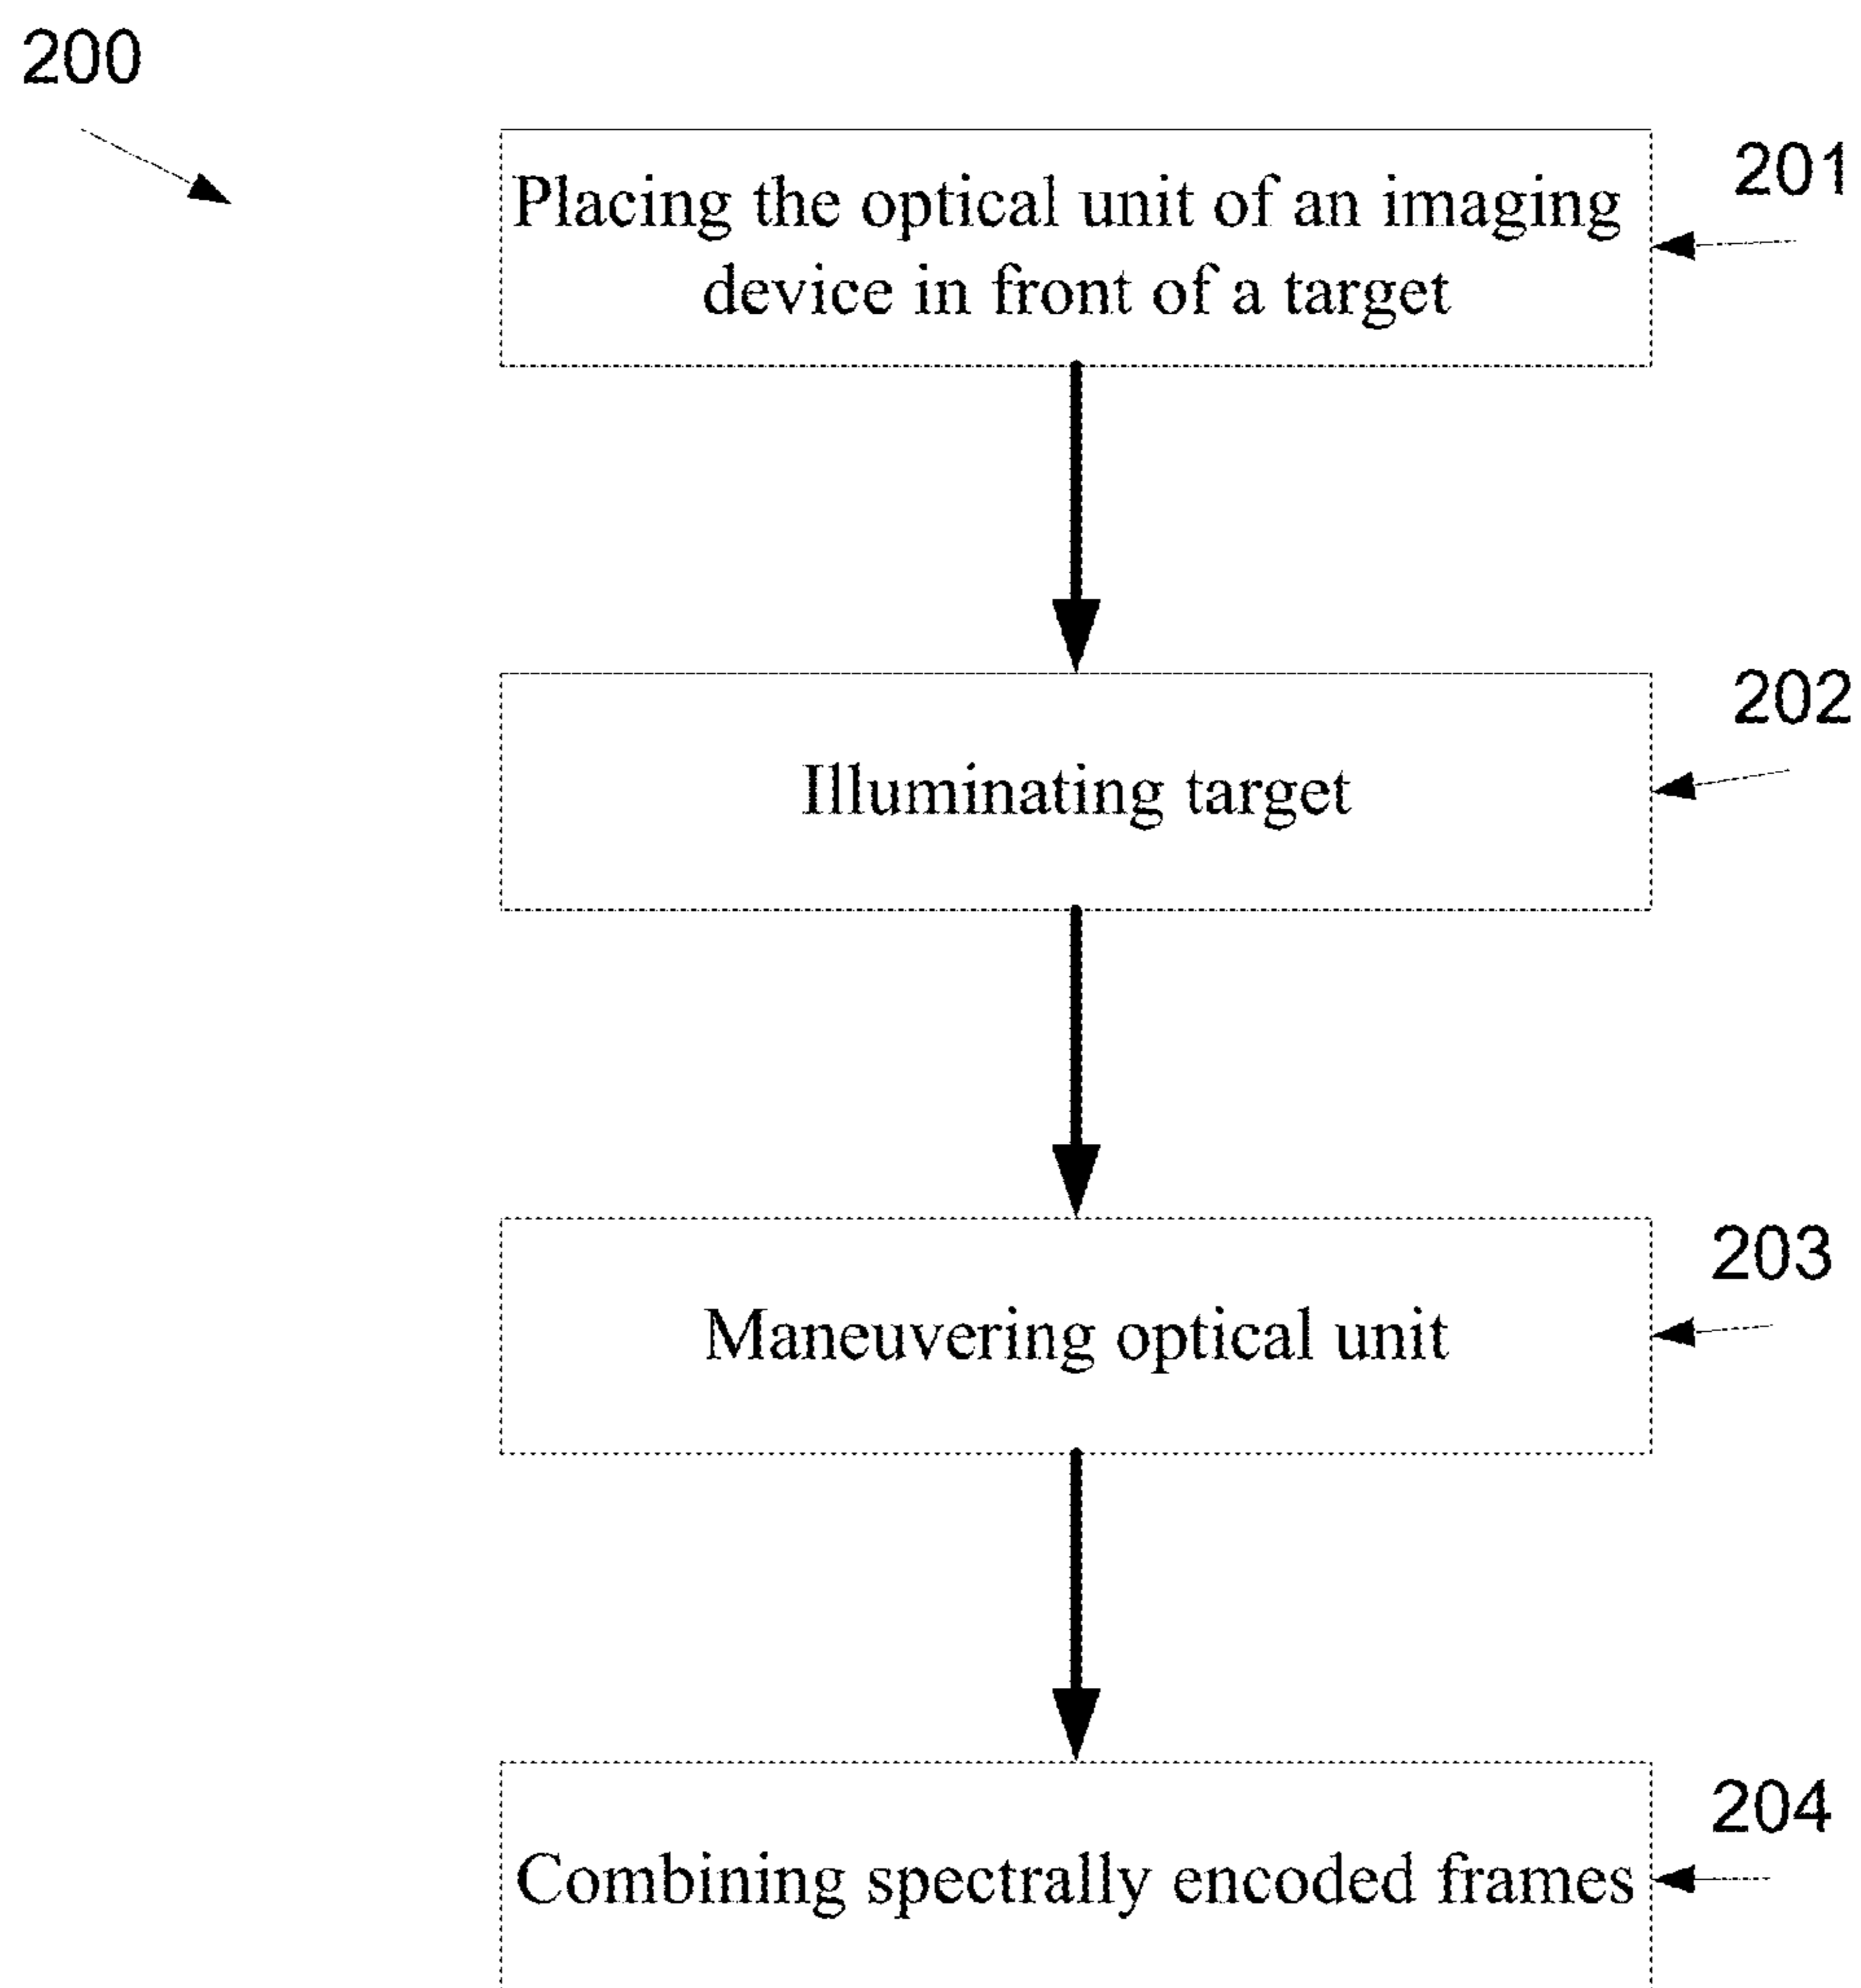 200
Placing the optical unit of an imaging
device in front of a target
201
Illuminating target
202
Maneuvering optical unit
203
Combining spectrally encoded frames
204